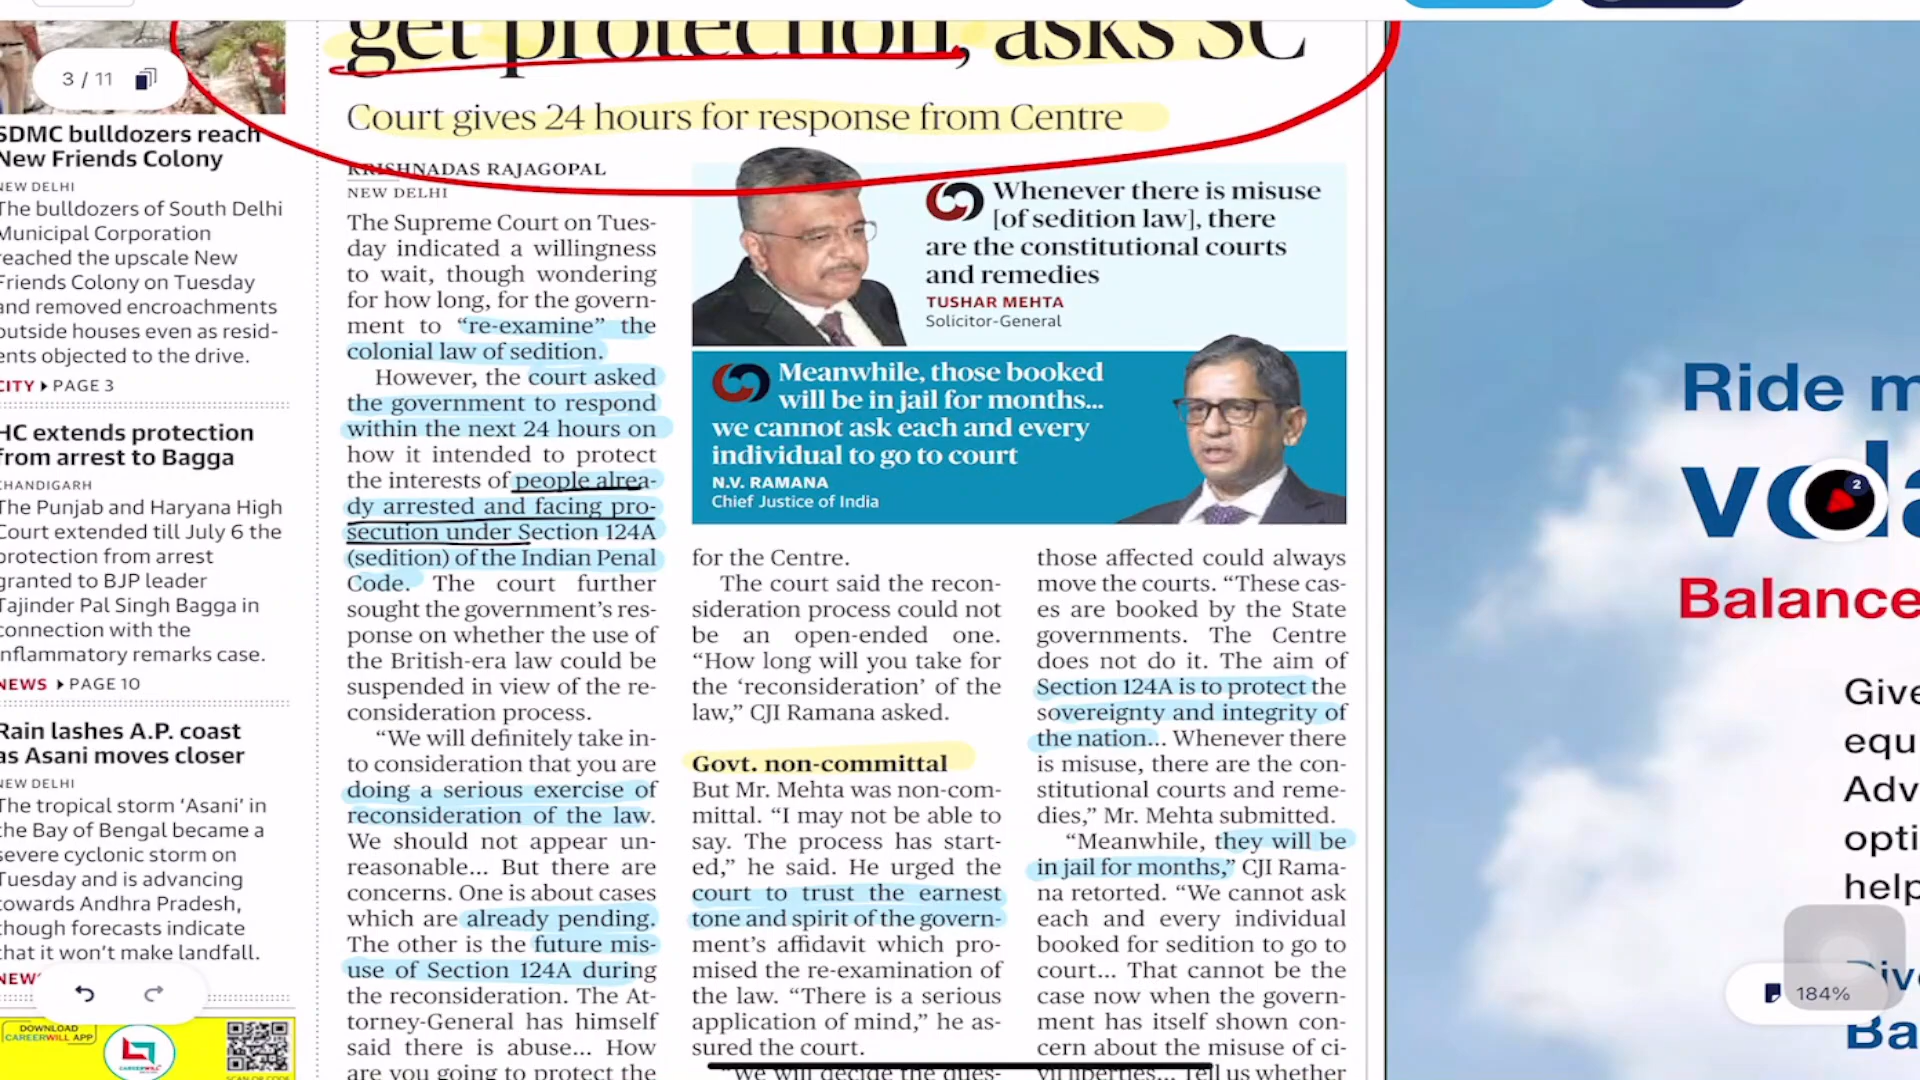 get protection, asks SC
3 / 11
Court gives 24 hours for response from Centre
SDMC bulldozers reach
New Friends Colony
NEW DELHI
The bulldozers of South Delhi
Municipal Corporation
reached the upscale New
Friends Colony on Tuesday
and removed encroachments
outside houses even as resid-
ents objected to the drive.
CITY ▸ PAGE 3
HC extends protection
from arrest to Bagga
CHANDIGARH
The Punjab and Haryana High
Court extended till July 6 the
protection from arrest
granted to BJP leader
Tajinder Pal Singh Bagga in
connection with the
inflammatory remarks case.
NEWS ▸ PAGE 10
Rain lashes A.P. coast
as Asani moves closer
NEW DELHI
The tropical storm ‘Asani’ in
the Bay of Bengal became a
severe cyclonic storm on
Tuesday and is advancing
towards Andhra Pradesh,
though forecasts indicate
that it won’t make landfall.
NEWS
DOWNLOAD
CAREERWILL APP
CAREERWILL
SCAN QR CODE
KRISHNADAS RAJAGOPAL
NEW DELHI
The Supreme Court on Tues-
day indicated a willingness
to wait, though wondering
for how long, for the govern-
ment to “re-examine” the
colonial law of sedition.
However, the court asked
the government to respond
within the next 24 hours on
how it intended to protect
the interests of people alrea-
dy arrested and facing pro-
secution under Section 124A
(sedition) of the Indian Penal
Code. The court further
sought the government’s res-
ponse on whether the use of
the British-era law could be
suspended in view of the re-
consideration process.
“We will definitely take in-
to consideration that you are
doing a serious exercise of
reconsideration of the law.
We should not appear un-
reasonable... But there are
concerns. One is about cases
which are already pending.
The other is the future mis-
use of Section 124A during
the reconsideration. The At-
torney-General has himself
said there is abuse... How
are you going to protect the
Whenever there is misuse
[of sedition law], there
are the constitutional courts
and remedies
TUSHAR MEHTA
Solicitor-General
Meanwhile, those booked
will be in jail for months...
we cannot ask each and every
individual to go to court
N.V. RAMANA
Chief Justice of India
for the Centre.
The court said the recon-
sideration process could not
be an open-ended one.
“How long will you take for
the ‘reconsideration’ of the
law,” CJI Ramana asked.
Govt. non-committal
But Mr. Mehta was non-com-
mittal. “I may not be able to
say. The process has start-
ed,” he said. He urged the
court to trust the earnest
tone and spirit of the govern-
ment’s affidavit which pro-
mised the re-examination of
the law. “There is a serious
application of mind,” he as-
sured the court.
“We will decide the ques-
those affected could always
move the courts. “These cas-
es are booked by the State
governments. The Centre
does not do it. The aim of
Section 124A is to protect the
sovereignty and integrity of
the nation... Whenever there
is misuse, there are the con-
stitutional courts and reme-
dies,” Mr. Mehta submitted.
“Meanwhile, they will be
in jail for months,” CJI Rama-
na retorted. “We cannot ask
each and every individual
booked for sedition to go to
court... That cannot be the
case now when the govern-
ment has itself shown con-
cern about the misuse of ci-
vil liberties... Tell us whether
Ride m
2
Balance
Give
equ
Adv
opti
help
184%
Ba